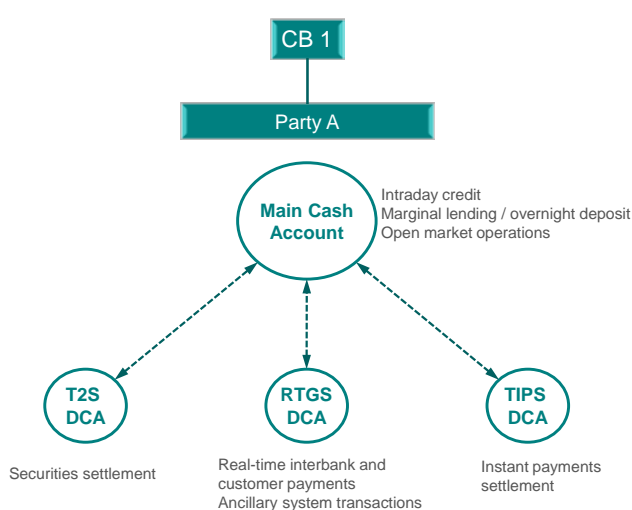 CB 1
Party A
Main Cash
Account
Intraday credit
Marginal lending / overnight deposit
Open market operations
T2S
DCA
RTGS
DCA
TIPS
DCA
Securities settlement
Real-time interbank and
customer payments
Ancillary system transactions
Instant payments
settlement